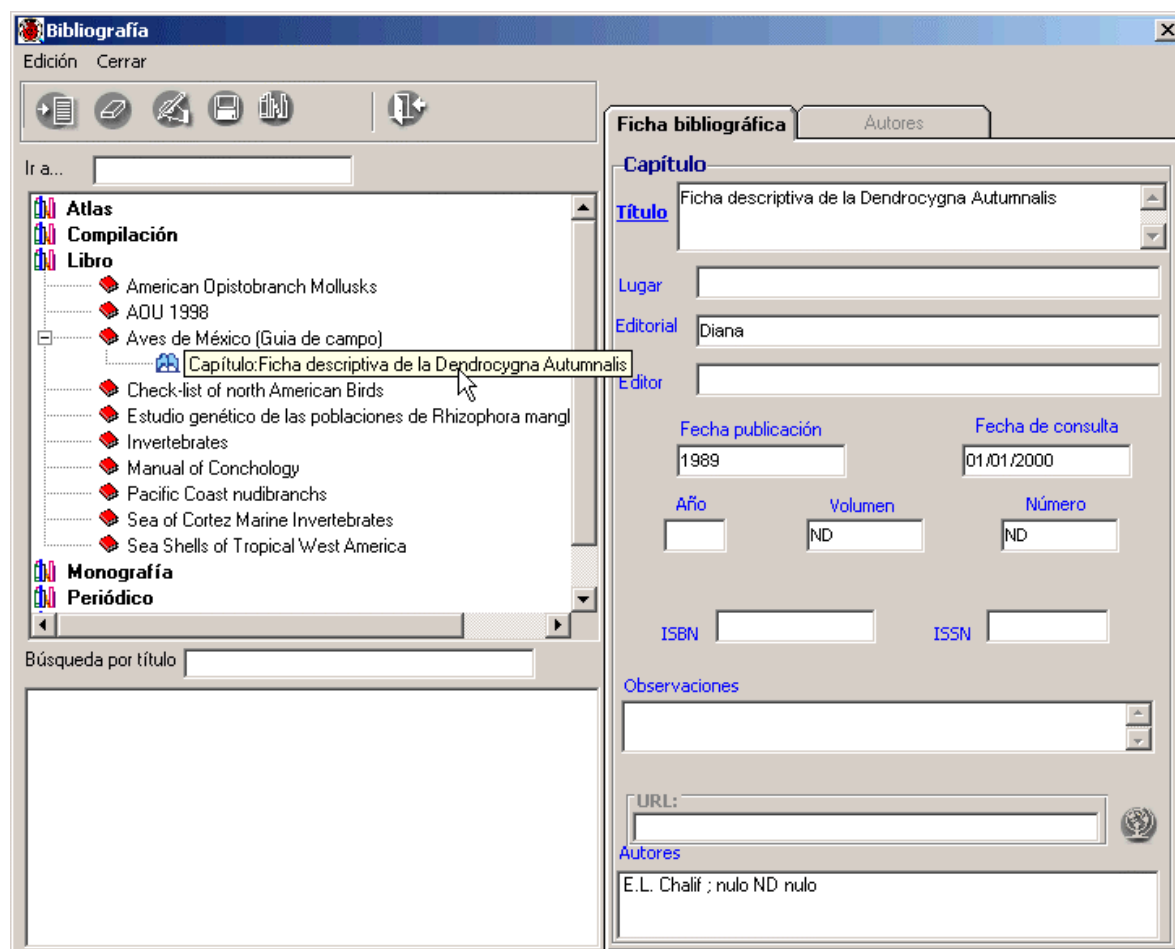 Bibliografía
Edición Cerrar
Ir a...
Atlas
Compilación
Libro
American Opistobranch Mollusks
AOU 1998
Aves de México (Guia de campo)
Capítulo:Ficha descriptiva de la Dendrocygna Autumnalis
Check-list of north American Birds
Estudio genético de las poblaciones de Rhizophora mangl
Invertebrates
Manual of Conchology
Pacific Coast nudibranchs
Sea of Cortez Marine Invertebrates
Sea Shells of Tropical West America
Monografía
Periódico
Búsqueda por título
Ficha bibliográfica Autores
Capítulo
Título Ficha descriptiva de la Dendrocygna Autumnalis
Lugar
Editorial Diana
Editor
Fecha publicación Fecha de consulta
1989 01/01/2000
Año Volumen Número
ND ND
ISBN ISSN
Observaciones
URL:
Autores
E.L. Chalif ; nulo ND nulo